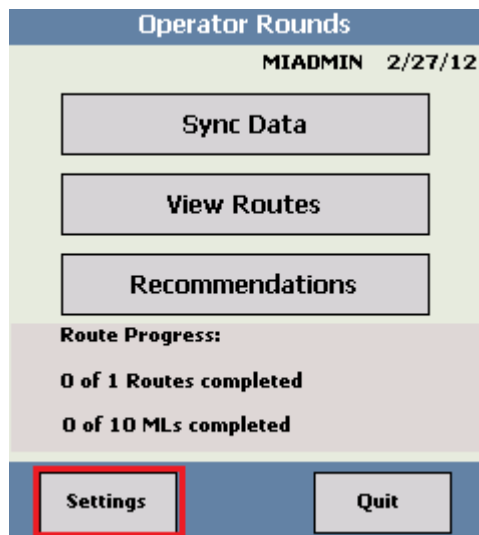 Operator Rounds
MIADMIN 2/27/12
Sync Data
View Routes
Recommendations
Route Progress:
0 of 1 Routes completed
0 of 10 MLs completed
Settings Quit